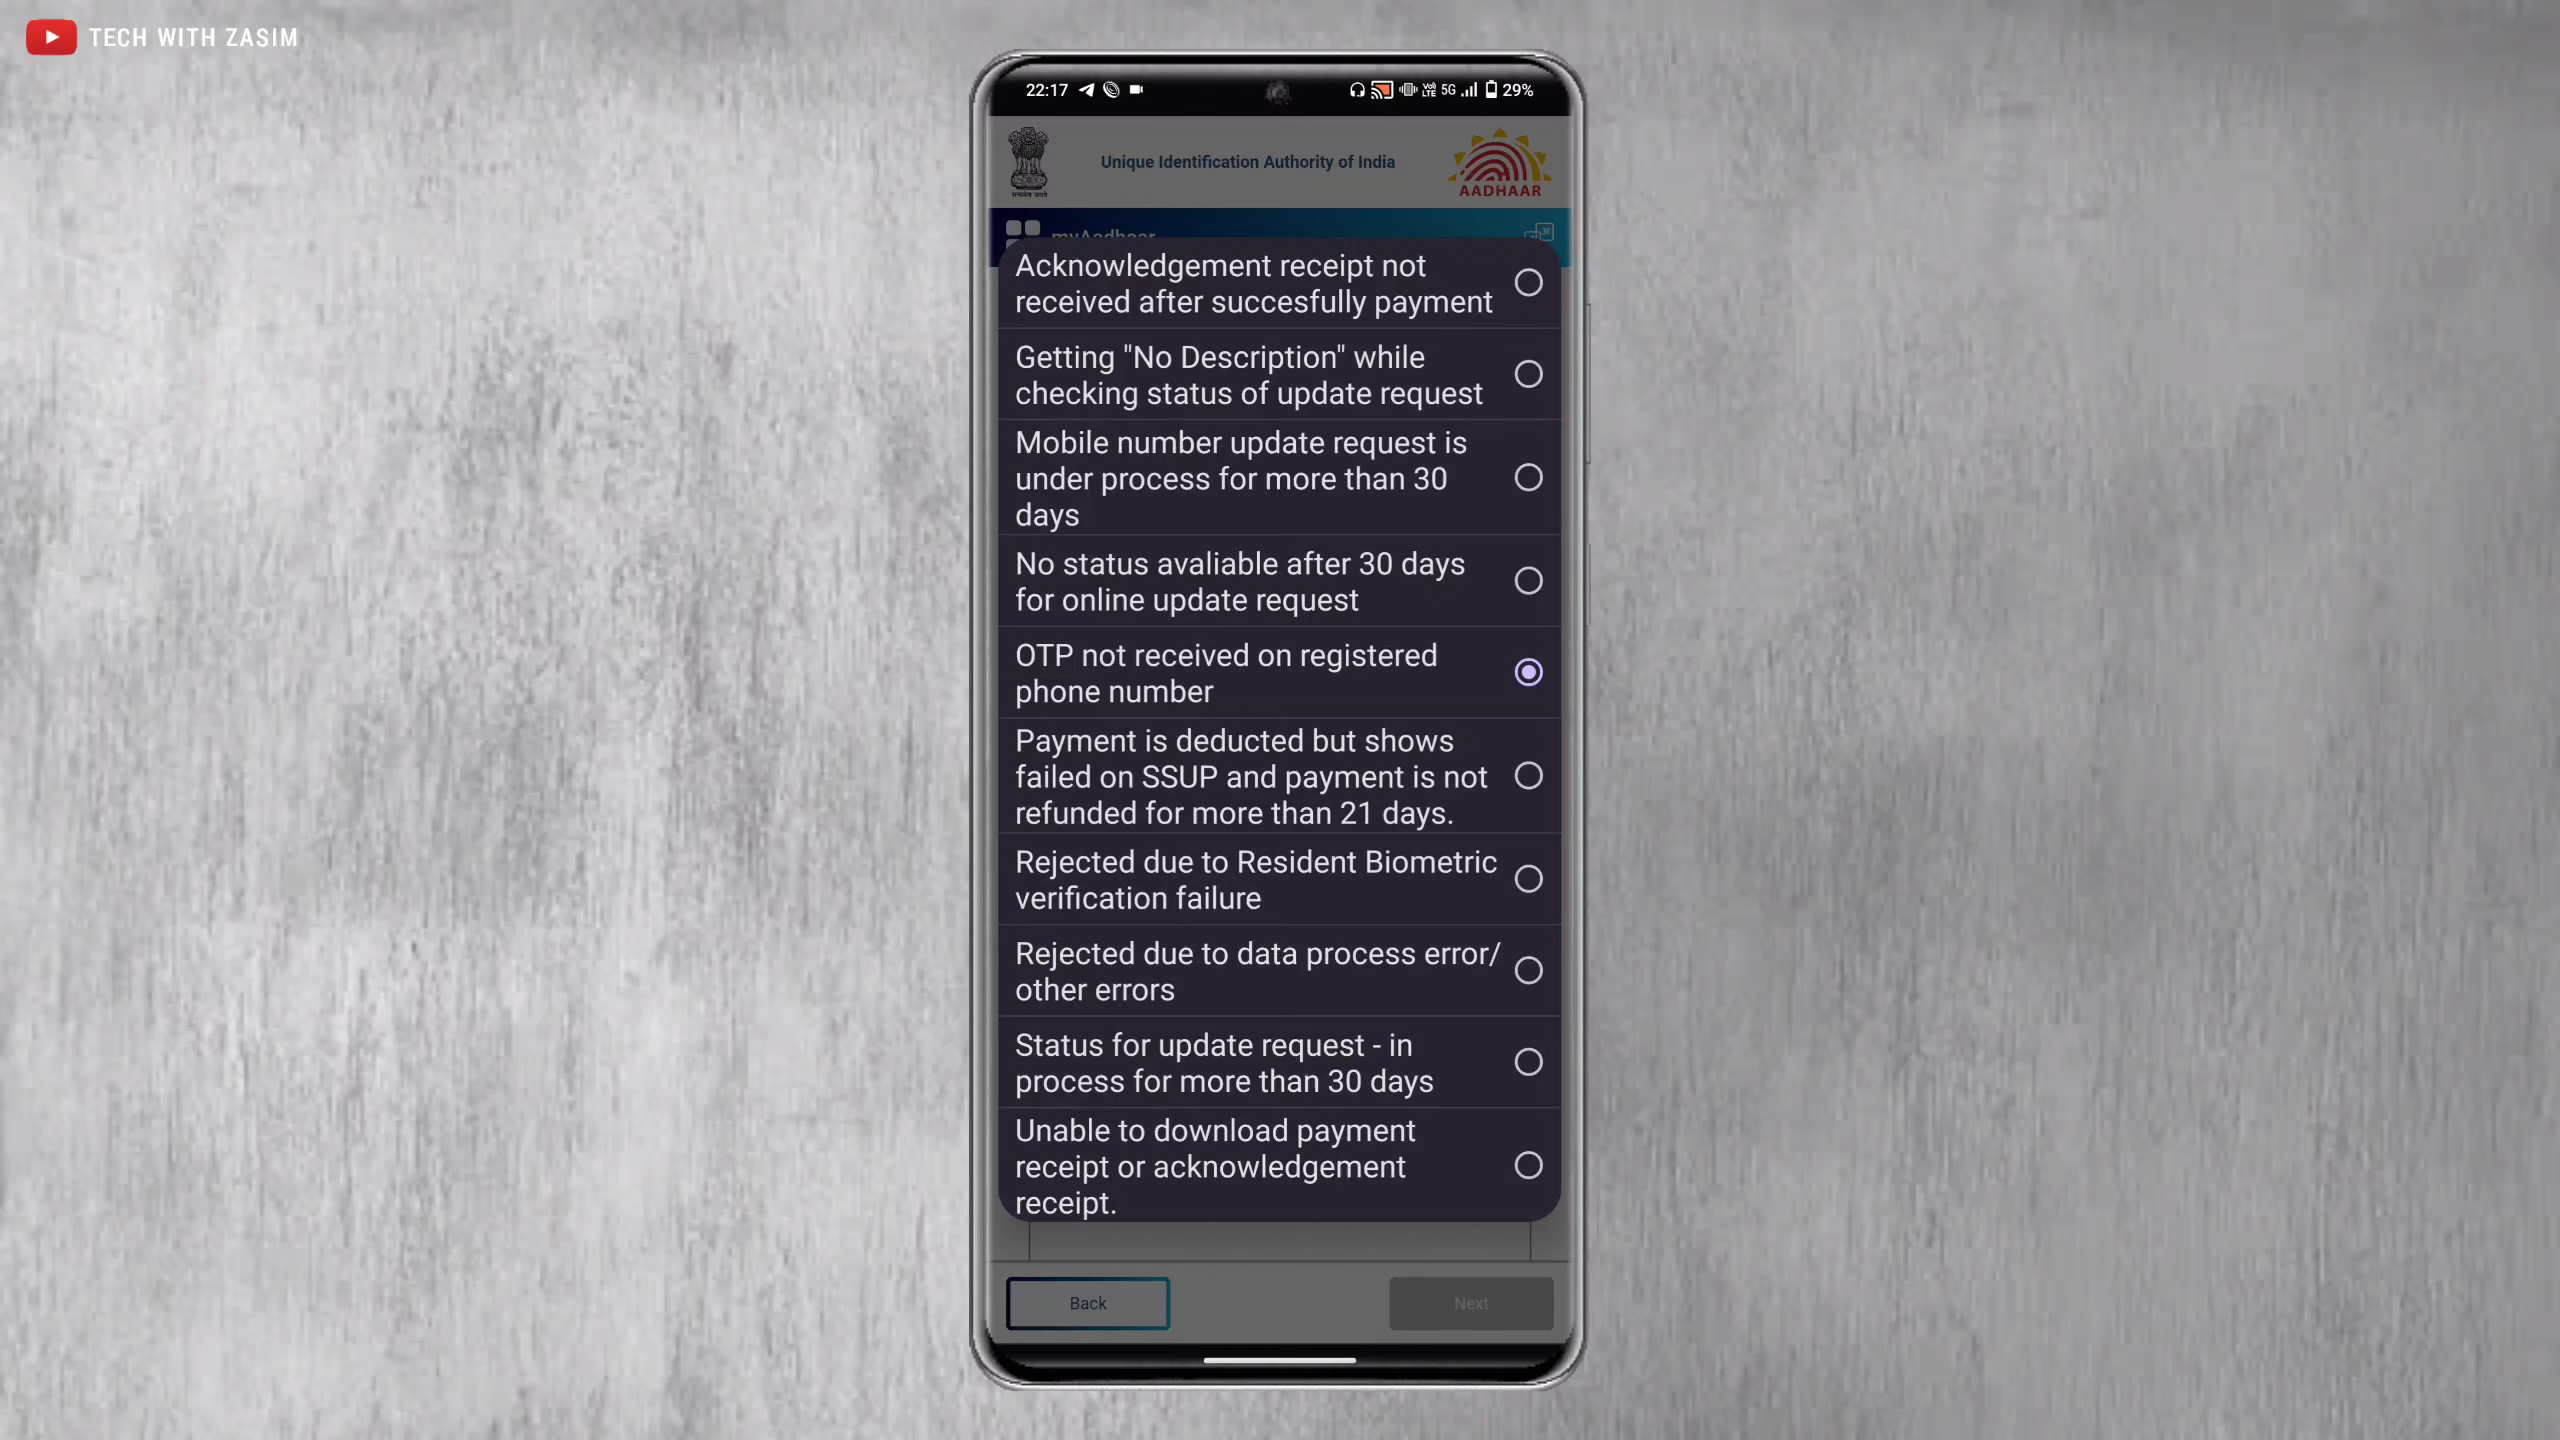 TECH WITH ZASIM
22:17
5G
29%
Unique Identification Authority of India
AADHAAR
myAadhaar
Acknowledgement receipt not
received after succesfully payment
Getting "No Description" while
checking status of update request
Mobile number update request is
under process for more than 30
days
No status avaliable after 30 days
for online update request
OTP not received on registered
phone number
Payment is deducted but shows
failed on SSUP and payment is not
refunded for more than 21 days.
Rejected due to Resident Biometric
verification failure
Rejected due to data process error/
other errors
Status for update request - in
process for more than 30 days
Unable to download payment
receipt or acknowledgement
receipt.
Back
Next